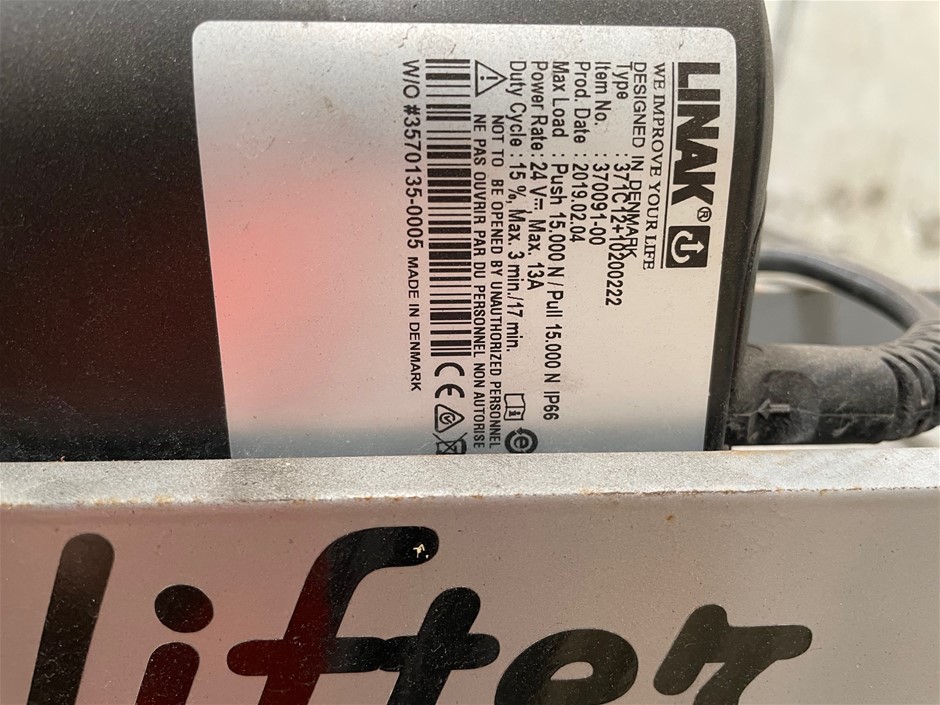 LINAK®
WE IMPROVE YOUR LIFE
DESIGNED IN DENMARK
Type : 371C12+10200222
Item No. : 370091-00
Prod. Date : 2019.02.04
Max Load : Push 15.000 N / Pull 15.000 N IP66
Power Rate : 24 V⎓, Max. 13A
Duty Cycle : 15 %, Max. 3 min./17 min.
NOT TO BE OPENED BY UNAUTHORIZED PERSONNEL
NE PAS OUVRIR PAR DU PERSONNEL NON AUTORISE
CE
W/O #3570135-0005 MADE IN DENMARK
lifter